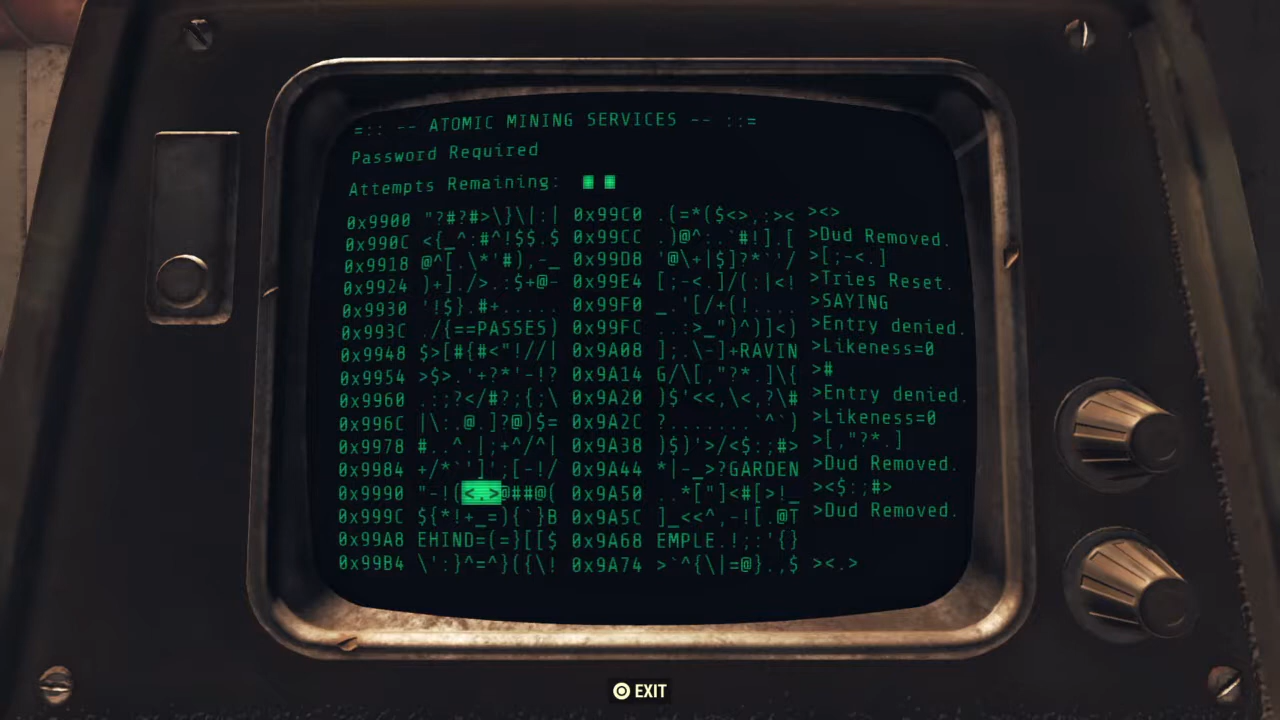 =:: -- ATOMIC MINING SERVICES -- ::=
Password Required
Attempts Remaining:
0x9900 "?#?#>\}\|:| 0x99C0 .(=*($<>,:>< ><>
0x990C <{_^:#^!$$.$ 0x99CC .)@^:.`#!].[ >Dud Removed.
0x9918 @^[.\*'#),-_ 0x99D8 '@\+|$]?*`'/ >[;-<.]
0x9924 )+]./>.:$+@- 0x99E4 [;-<.]/(:|<! >Tries Reset.
0x9930 '!$}.#+..... 0x99F0 _.'[/+(!.... >SAYING
0x993C ./{==PASSES) 0x99FC ..:>_")^)]<) >Entry denied.
0x9948 $>[#{#<"!//| 0x9A08 ];.\-]+RAVIN >Likeness=0
0x9954 >$>.'+?*'-!? 0x9A14 G/\[,"?*.]\{ >#
0x9960 .:;?</#?;{;\ 0x9A20 )$'<<,\<,?\# >Entry denied.
0x996C |\:.@.]?@)$= 0x9A2C ?.......`^`) >Likeness=0
0x9978 #..^.|;+^/^| 0x9A38 )$)'>/<$:;#> >[,"?*.]
0x9984 +/*`']';[-!/ 0x9A44 *|-_>?GARDEN >Dud Removed.
0x9990 "-!(<.>@##@( 0x9A50 ..*["]<#[>!_ ><$:;#>
0x999C ${*!+_=){`}B 0x9A5C ]_<<^,-![.@T >Dud Removed.
0x99A8 EHIND=(=}[[$ 0x9A68 EMPLE.!;:'{}
0x99B4 \':}^=^}({\! 0x9A74 >`^{\|=@}.,$ ><.>
EXIT